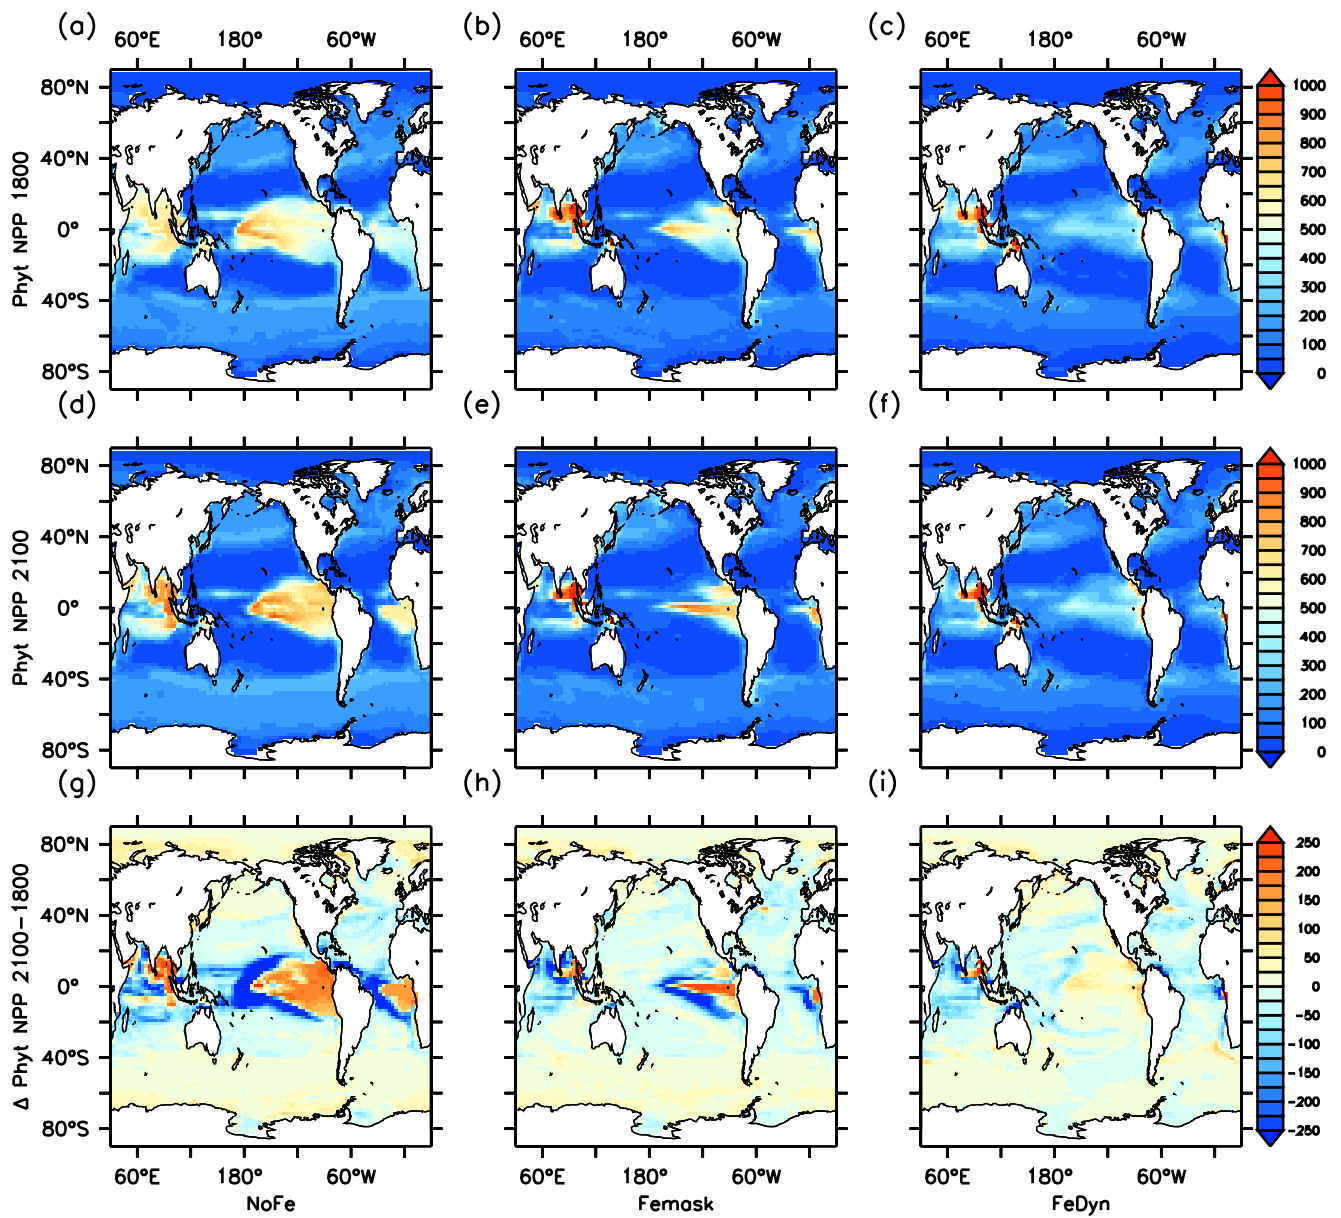 (a) (b) (c)
60°E 180° 60°W 60°E 180° 60°W 60°E 180° 60°W
Phyt NPP 1800
80°N
40°N
0°
40°S
80°S
1000
900
800
700
600
500
400
300
200
100
0
(d) (e) (f)
Phyt NPP 2100
80°N
40°N
0°
40°S
80°S
1000
900
800
700
600
500
400
300
200
100
0
(g) (h) (i)
Δ Phyt NPP 2100-1800
80°N
40°N
0°
40°S
80°S
250
200
150
100
50
0
-50
-100
-150
-200
-250
60°E 180° 60°W 60°E 180° 60°W 60°E 180° 60°W
NoFe Femask FeDyn